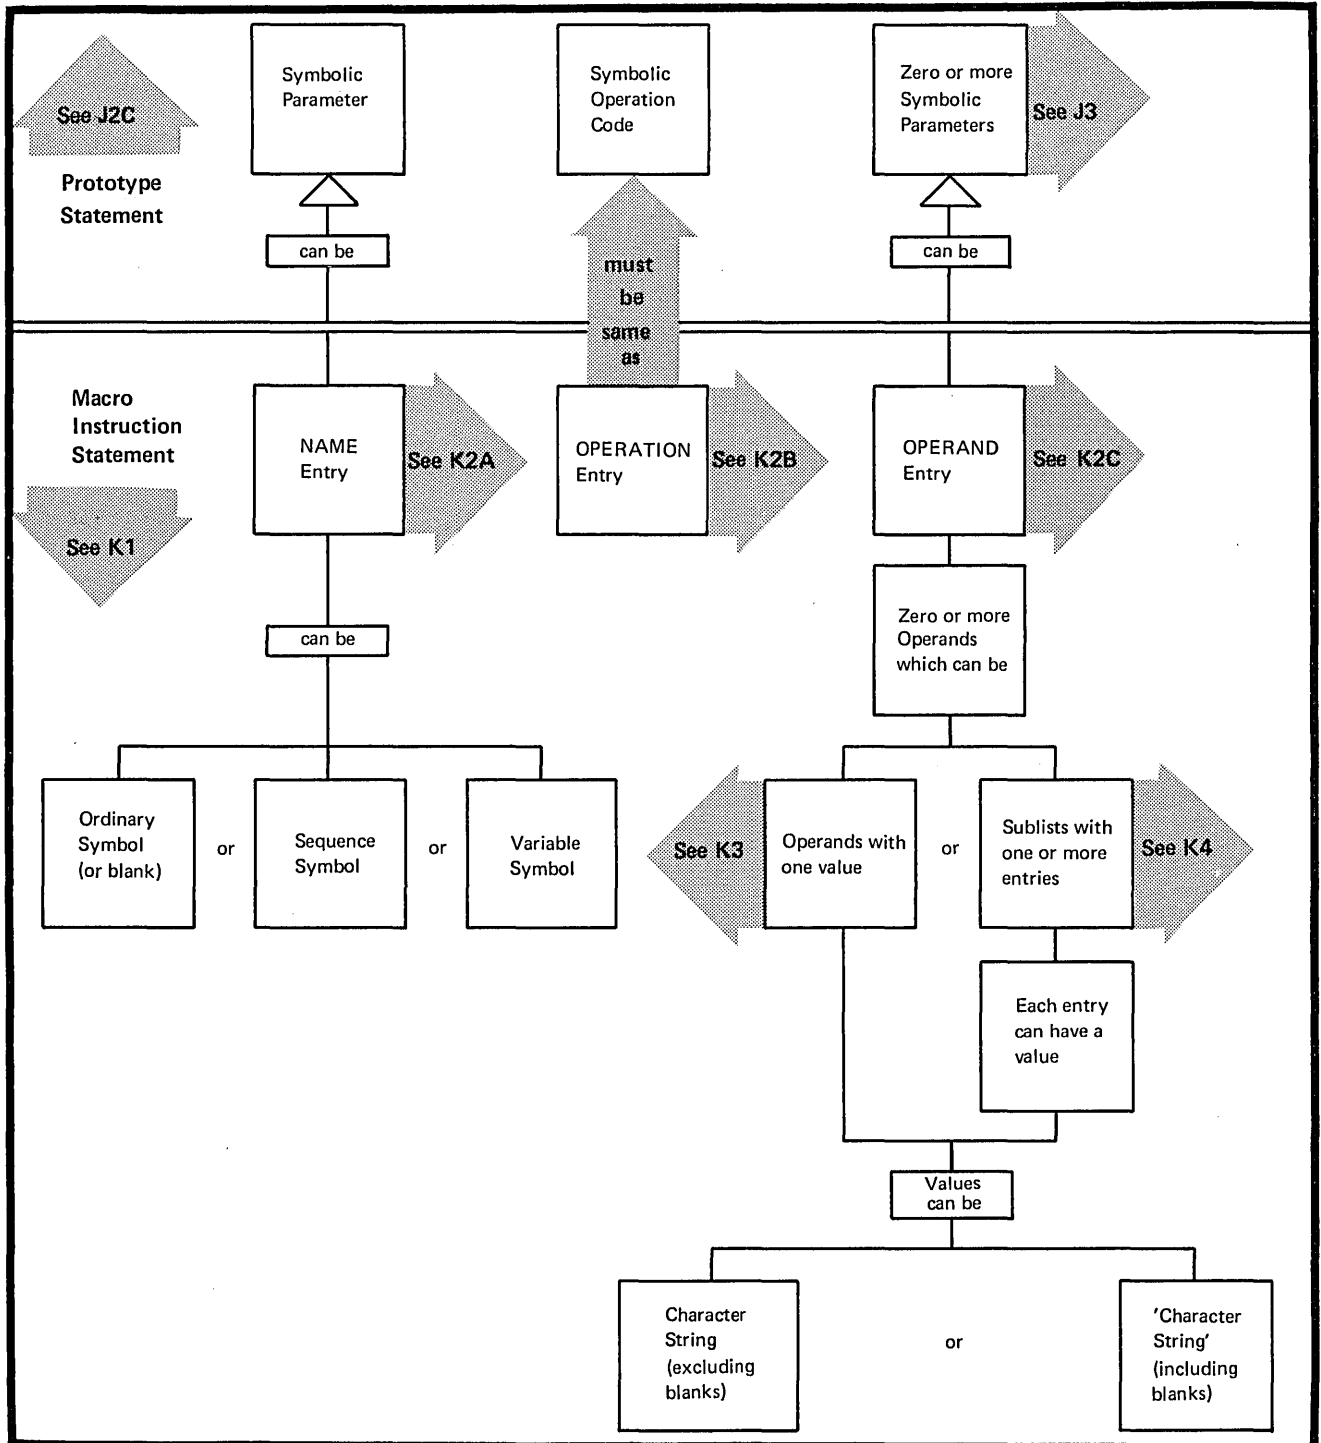 Symbolic
Parameter
Symbolic
Operation
Code
Zero or more
Symbolic
Parameters
See J3
See J2C
Prototype
Statement
can be
must
be
same
as
can be
Macro
Instruction
Statement
See K1
NAME
Entry
See K2A
OPERATION
Entry
See K2B
OPERAND
Entry
See K2C
can be
Zero or more
Operands
which can be
Ordinary
Symbol
(or blank)
or
Sequence
Symbol
or
Variable
Symbol
See K3
Operands with
one value
or
Sublists with
one or more
entries
See K4
Each entry
can have a
value
Values
can be
Character
String
(excluding
blanks)
or
'Character
String'
(including
blanks)